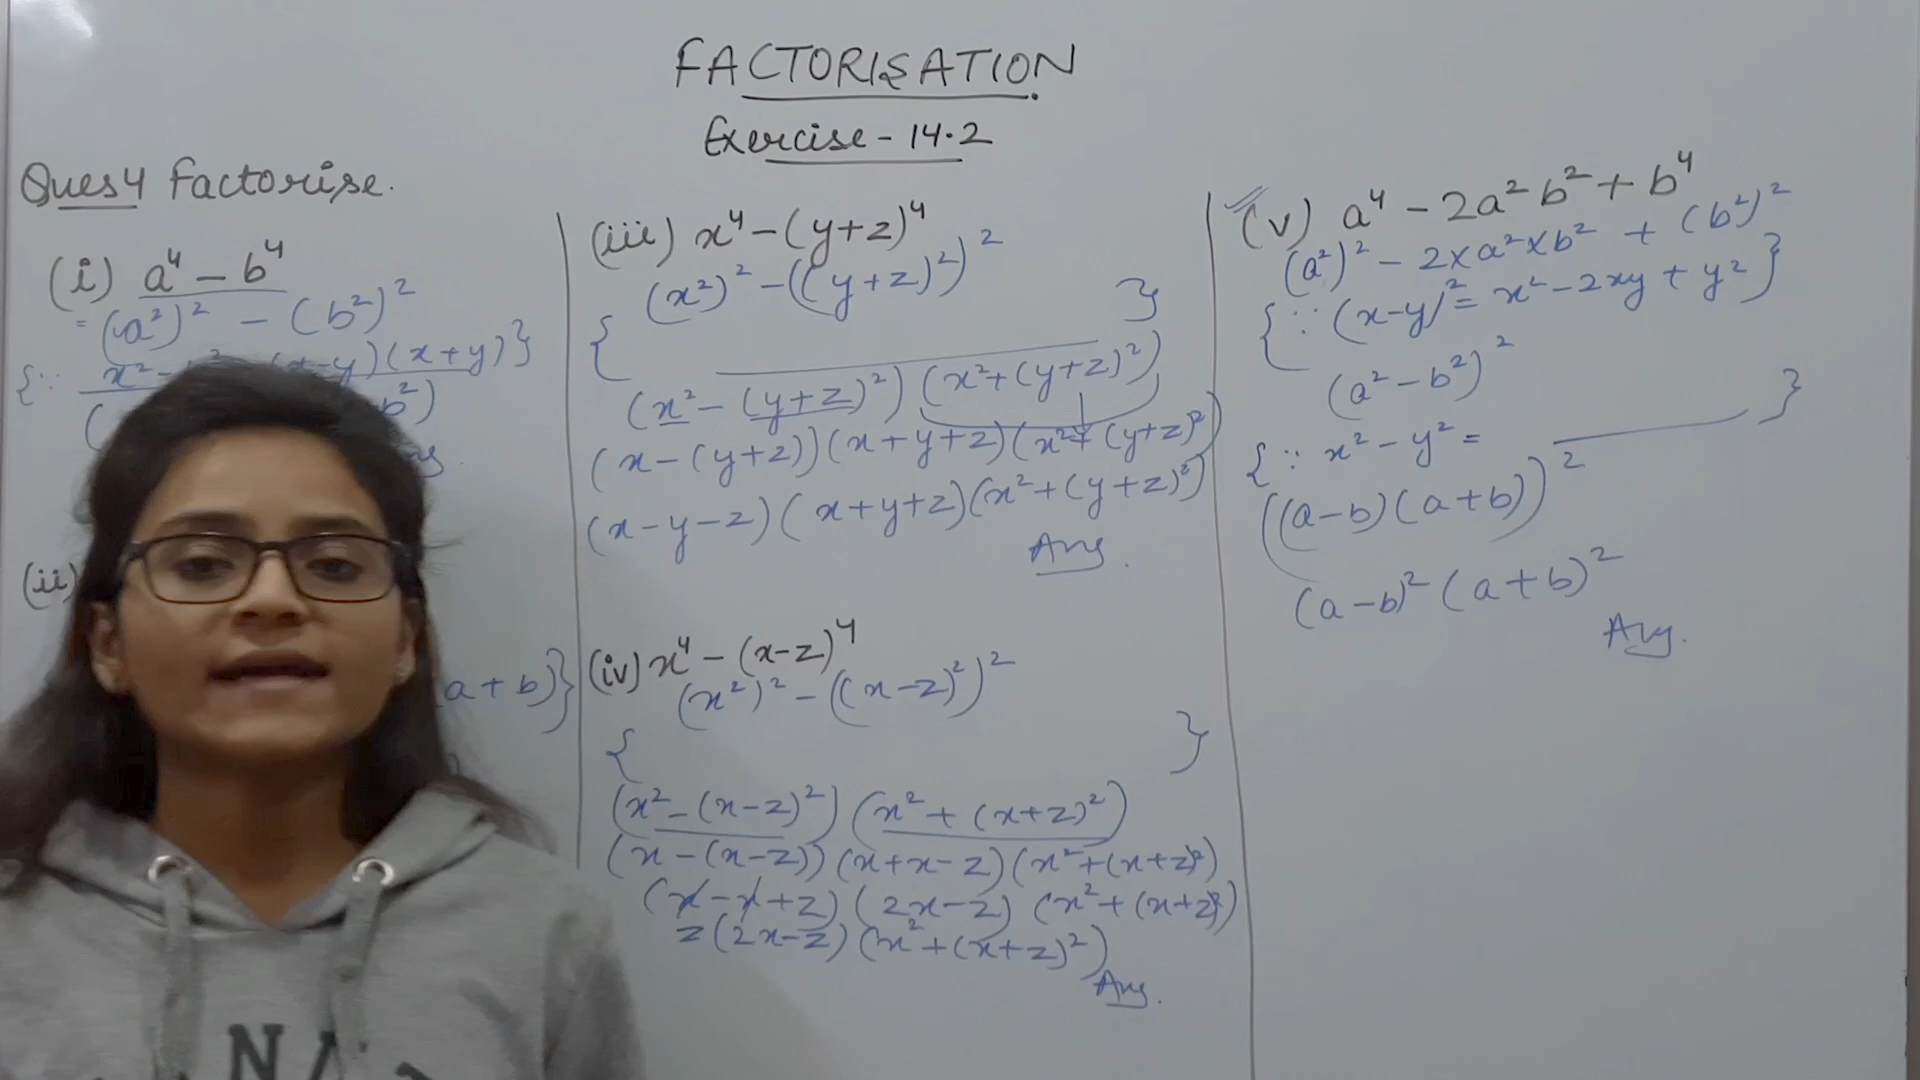 FACTORISATION
Exercise - 14.2
Ques 4 Factorise.
(i) a⁴ - b⁴
= (a²)² - (b²)²
{∵ x² - y)(x+y)}
b²)
(ii)
a+b)}
(iii) x⁴ - (y+z)⁴
(x²)² - ((y+z)²)²
{ }
(x² - (y+z)²) (x² + (y+z)²)
(x - (y+z)) (x+y+z) (x² + (y+z)²)
(x-y-z) (x+y+z) (x² + (y+z)²)
Ans.
(iv) x⁴ - (x-z)⁴
(x²)² - ((x-z)²)²
{ }
(x² - (x-z)²) (x² + (x+z)²)
(x - (x-z)) (x+x-z) (x² + (x+z)²)
(x - x + z) (2x-z) (x² + (x+z)²)
z (2x-z) (x² + (x+z)²)
Ans.
(v) a⁴ - 2a²b² + b⁴
(a²)² - 2×a²×b² + (b²)²
{∵ (x-y)² = x² - 2xy + y²}
(a² - b²)²
{∵ x² - y² = }
((a-b)(a+b))²
(a-b)² (a+b)²
Ans.
NA